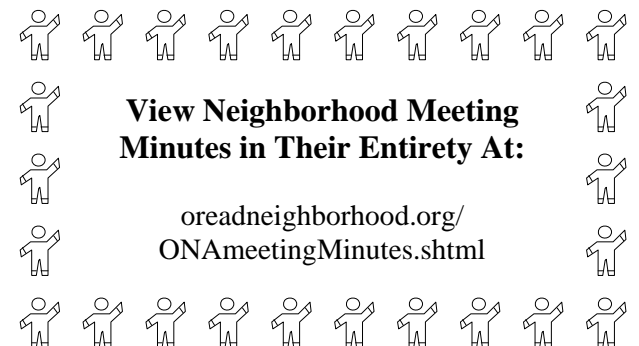 View Neighborhood Meeting
Minutes in Their Entirety At:
oreadneighborhood.org/
ONAmeetingMinutes.shtml